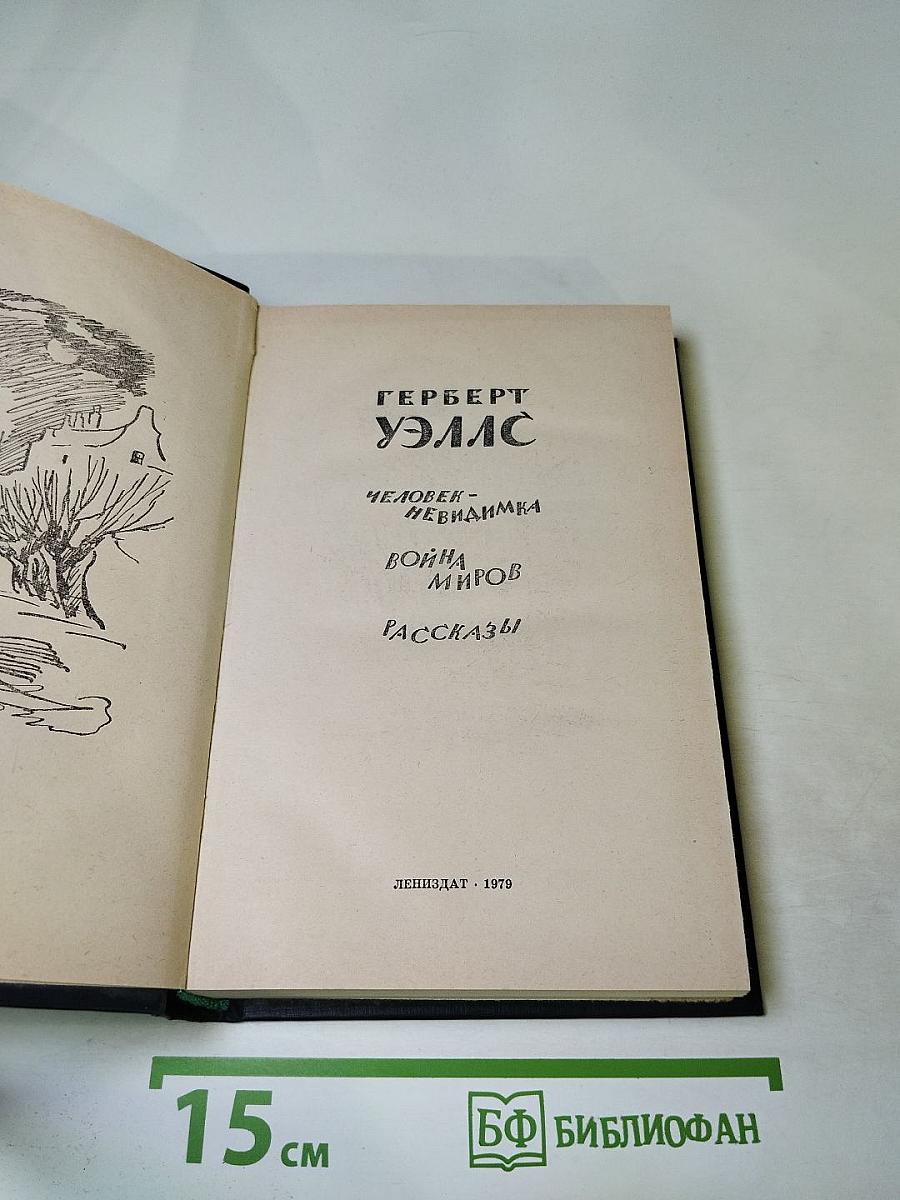 ГЕРБЕРТ
УЭЛЛС
ЧЕЛОВЕК-
НЕВИДИМКА
ВОЙНА
МИРОВ
РАССКАЗЫ
ЛЕНИЗДАТ · 1979
15 см
БФ БИБЛИОФАН